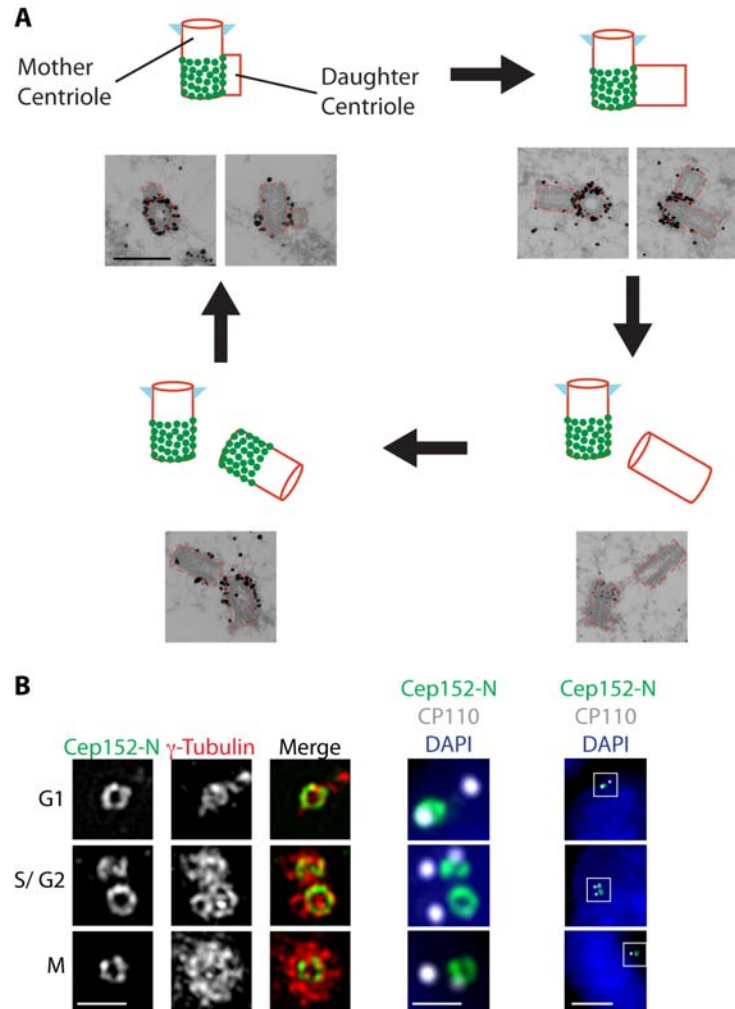 A
Mother
Centriole
Daughter
Centriole
B
Cep152-N
CP110
DAPI
Cep152-N
CP110
DAPI
Cep152-N γ-Tubulin Merge
G1
S/ G2
M